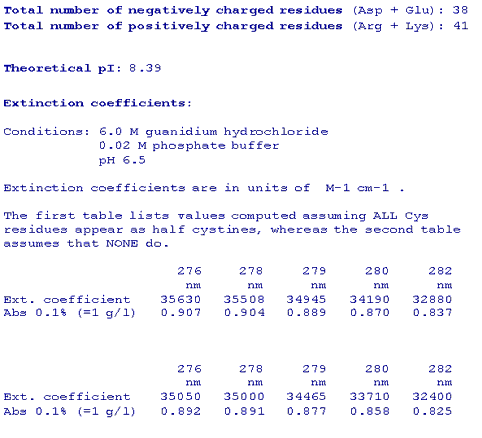 Total number of negatively charged residues (Asp + Glu): 38
Total number of positively charged residues (Arg + Lys): 41
Theoretical pI: 8.39
Extinction coefficients:
Conditions: 6.0 M guanidium hydrochloride
0.02 M phosphate buffer
pH 6.5
Extinction coefficients are in units of M-1 cm-1 .
The first table lists values computed assuming ALL Cys
residues appear as half cystines, whereas the second table
assumes that NONE do.
276 278 279 280 282
nm nm nm nm nm
Ext. coefficient 35630 35508 34945 34190 32880
Abs 0.1% (=1 g/l) 0.907 0.904 0.889 0.870 0.837
276 278 279 280 282
nm nm nm nm nm
Ext. coefficient 35050 35000 34465 33710 32400
Abs 0.1% (=1 g/l) 0.892 0.891 0.877 0.858 0.825